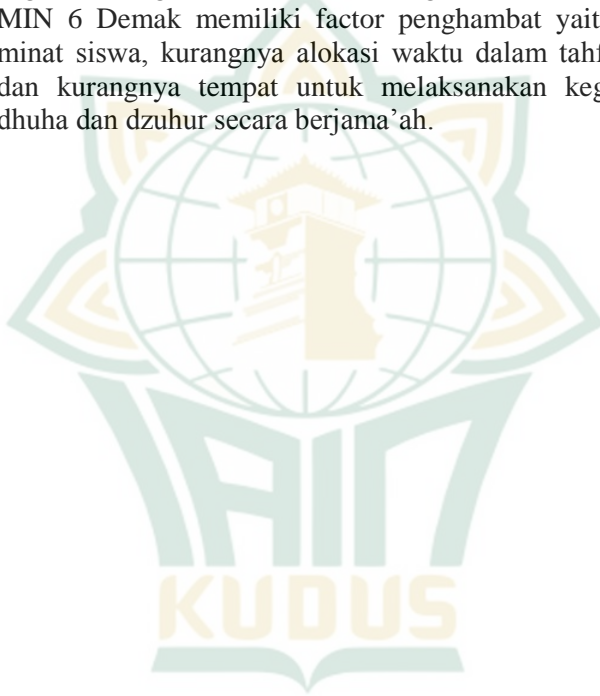 MIN 6 Demak memiliki factor penghambat yait
minat siswa, kurangnya alokasi waktu dalam tahf
dan kurangnya tempat untuk melaksanakan keg
dhuha dan dzuhur secara berjama’ah.
IAIN
KUDUS